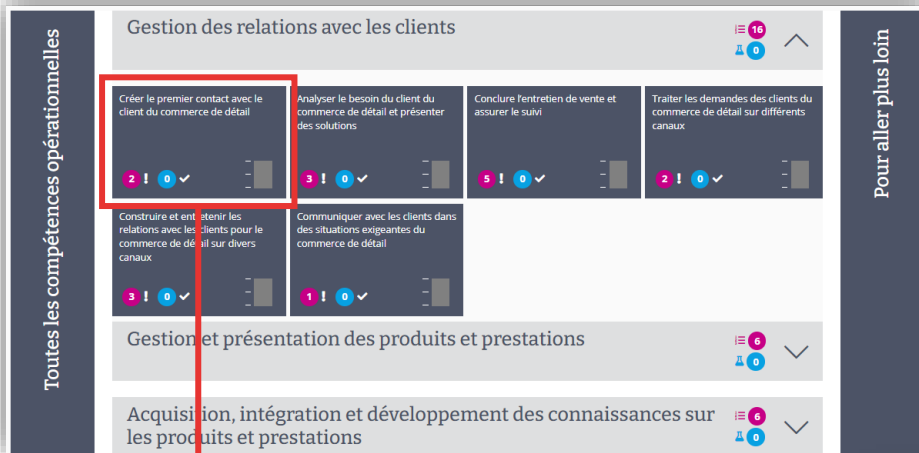 Toutes les compétences opérationnelles
Gestion des relations avec les clients
16
0
Créer le premier contact avec le
client du commerce de détail
2 ! 0
Analyser le besoin du client du
commerce de détail et présenter
des solutions
3 ! 0
Conclure l'entretien de vente et
assurer le suivi
5 ! 0
Traiter les demandes des clients du
commerce de détail sur différents
canaux
2 ! 0
Construire et entretenir les
relations avec les clients pour le
commerce de détail sur divers
canaux
3 ! 0
Communiquer avec les clients dans
des situations exigeantes du
commerce de détail
1 ! 0
Gestion et présentation des produits et prestations
6
0
Acquisition, intégration et développement des connaissances sur
les produits et prestations
6
0
Pour aller plus loin